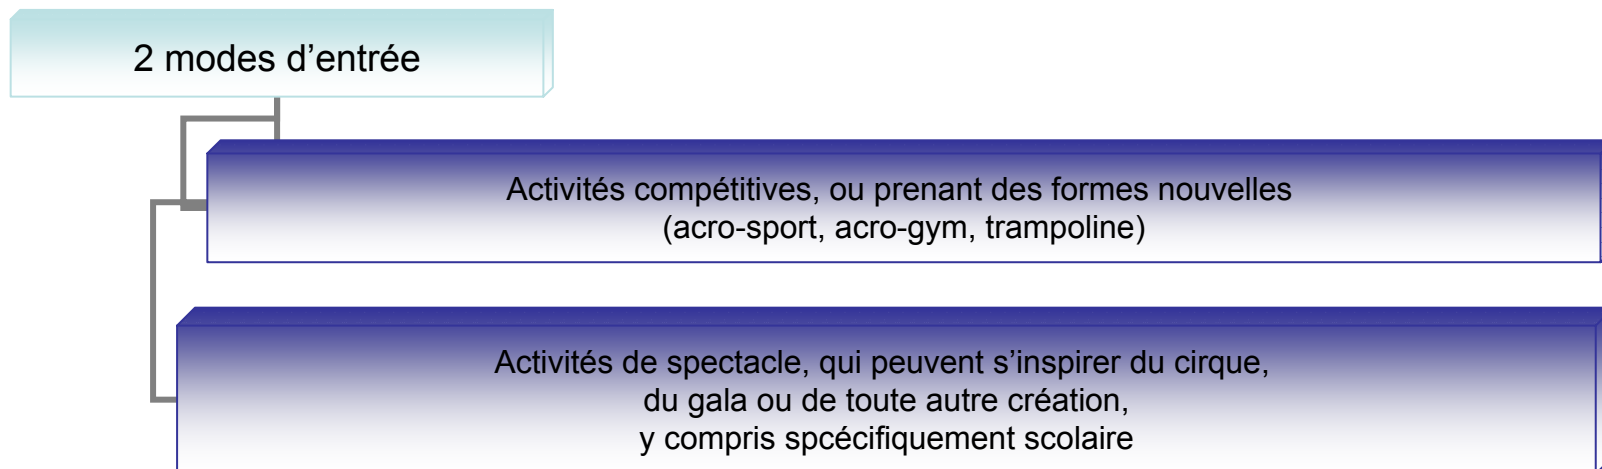 2 modes d’entrée
Activités compétitives, ou prenant des formes nouvelles
(acro-sport, acro-gym, trampoline)
Activités de spectacle, qui peuvent s’inspirer du cirque,
du gala ou de toute autre création,
y compris spcécifiquement scolaire